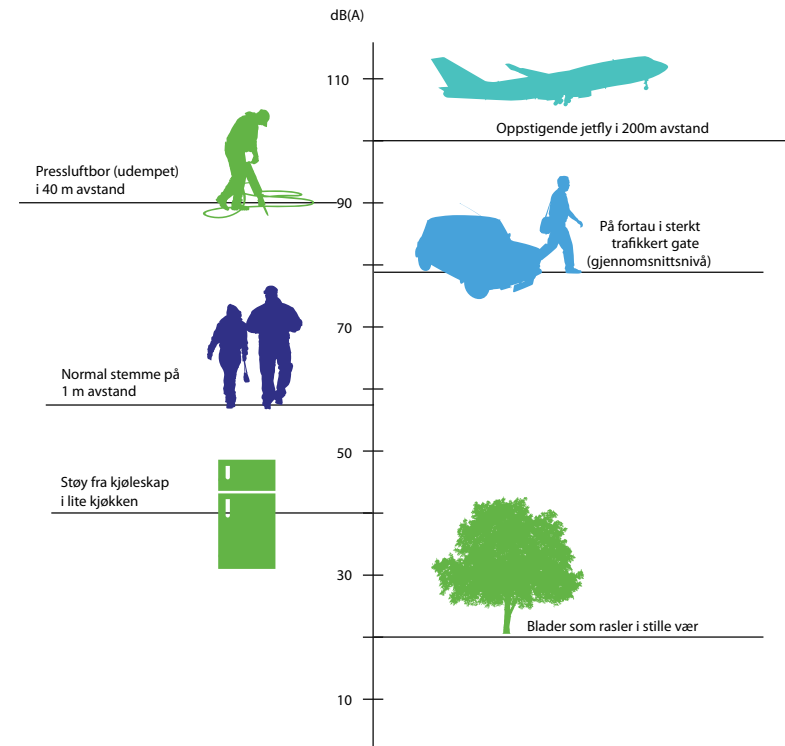 dB(A)
110
Oppstigende jetfly i 200m avstand
Pressluftbor (udempet)
i 40 m avstand
90
På fortau i sterkt
trafikkert gate
(gjennomsnittsnivå)
70
Normal stemme på
1 m avstand
50
Støy fra kjøleskap
i lite kjøkken
30
Blader som rasler i stille vær
10